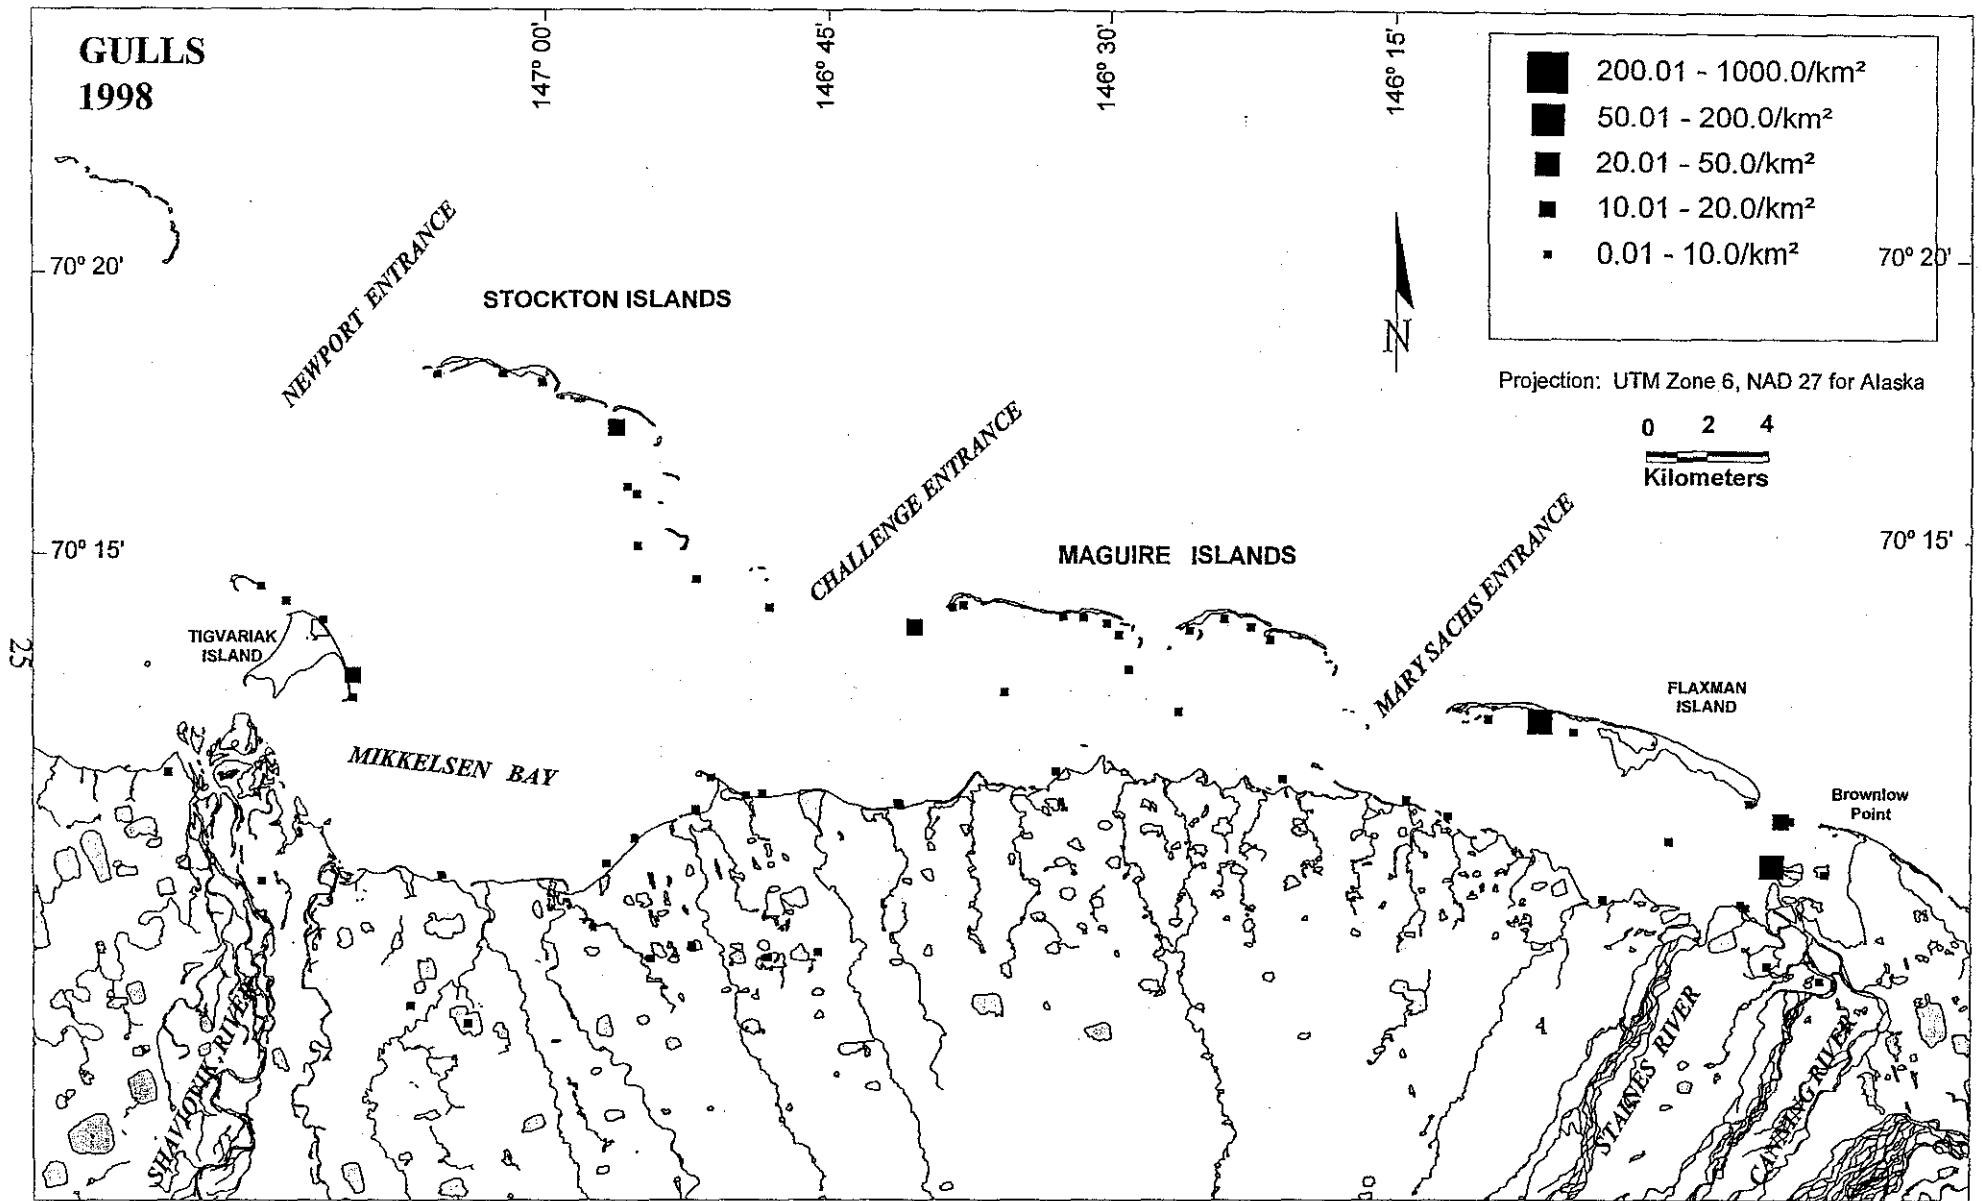 GULLS
1998
147° 00'
146° 45'
146° 30'
146° 15'
200.01 - 1000.0/km²
50.01 - 200.0/km²
20.01 - 50.0/km²
10.01 - 20.0/km²
0.01 - 10.0/km²
70° 20'
70° 20'
NEWPORT ENTRANCE
STOCKTON ISLANDS
N
Projection: UTM Zone 6, NAD 27 for Alaska
0 2 4
Kilometers
CHALLENGE ENTRANCE
70° 15'
70° 15'
MAGUIRE ISLANDS
MARY SACHS ENTRANCE
TIGVARIAK
ISLAND
25
FLAXMAN
ISLAND
MIKKELSEN BAY
Brownlow
Point
SHAVIOVIK RIVER
STAINES RIVER
CANNING RIVER